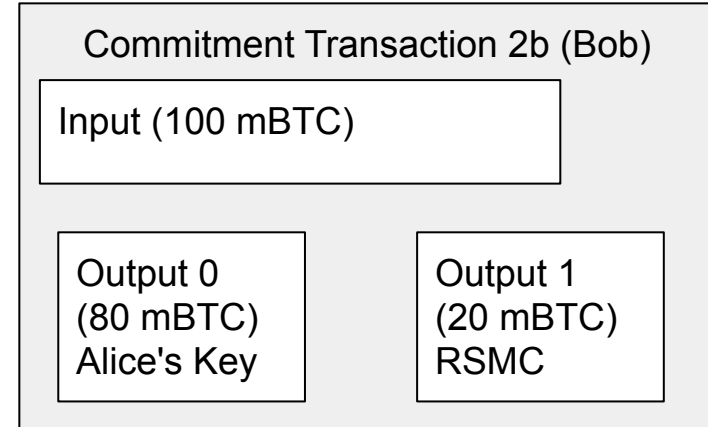 Commitment Transaction 2b (Bob)
Input (100 mBTC)
Output 0
(80 mBTC)
Alice's Key
Output 1
(20 mBTC)
RSMC